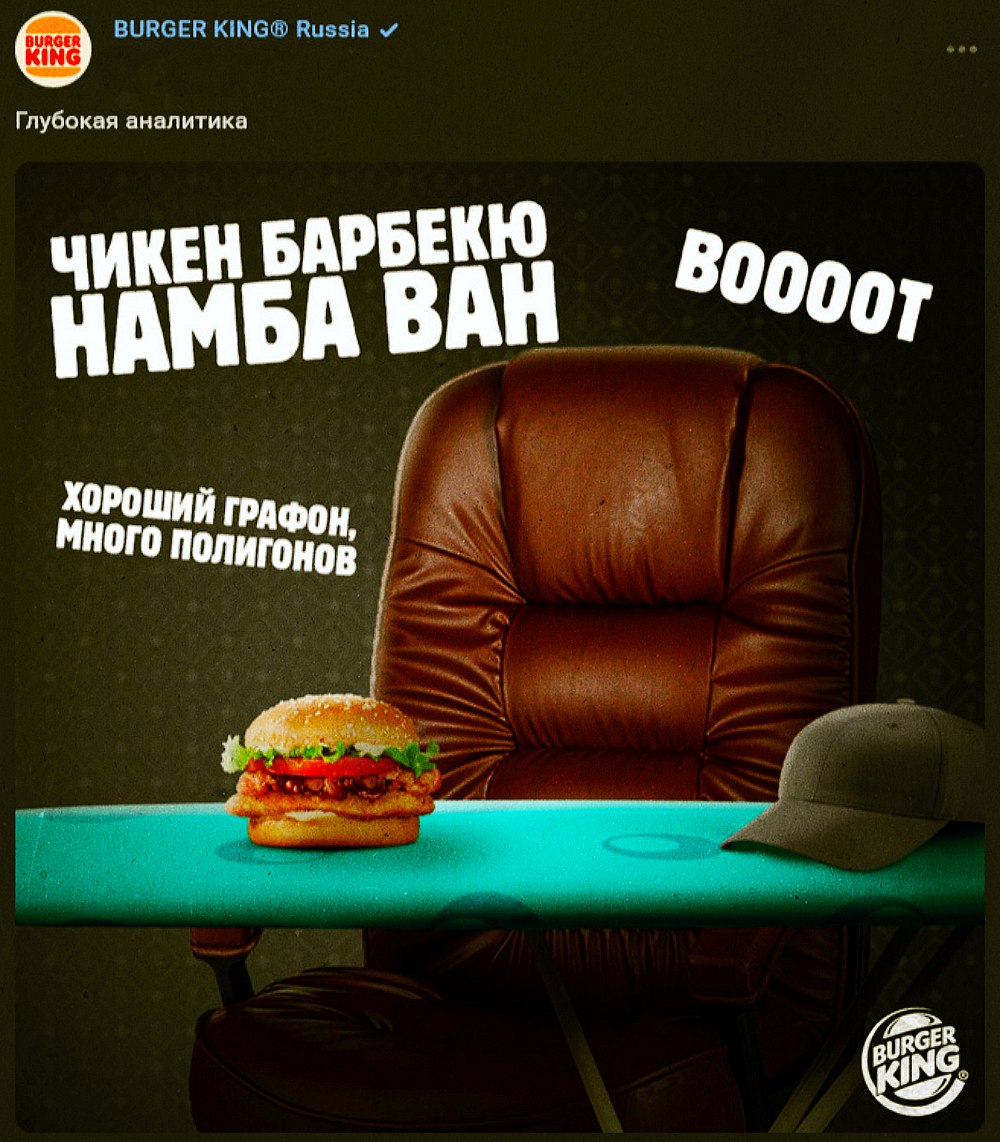 BURGER KING
BURGER KING® Russia
Глубокая аналитика
ЧИКЕН БАРБЕКЮ
НАМБА ВАН
ВООООТ
ХОРОШИЙ ГРАФОН,
МНОГО ПОЛИГОНОВ
BURGER
KING®